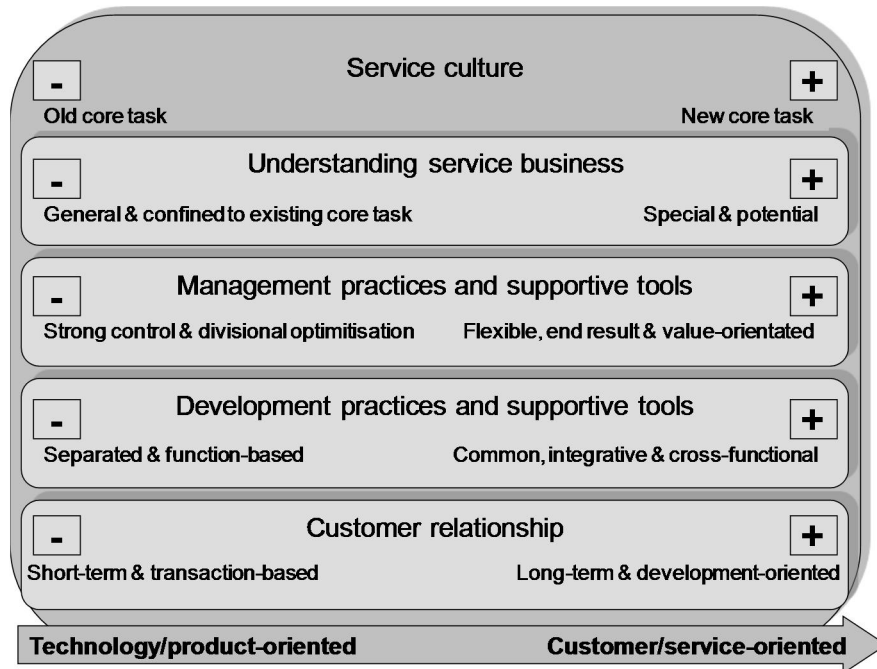 Service culture
- +
Old core task New core task
Understanding service business
- +
General & confined to existing core task Special & potential
Management practices and supportive tools
- +
Strong control & divisional optimitisation Flexible, end result & value-orientated
Development practices and supportive tools
- +
Separated & function-based Common, integrative & cross-functional
Customer relationship
- +
Short-term & transaction-based Long-term & development-oriented
Technology/product-oriented Customer/service-oriented